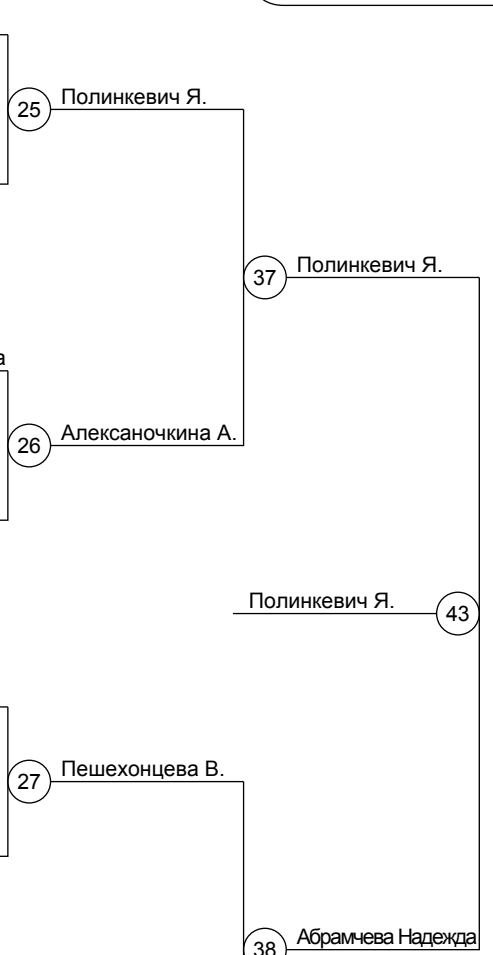 Полинкевич Я.
25
Полинкевич Я.
37
а
Алексаночкина А.
26
Полинкевич Я.
43
Пешехонцева В.
27
Абрамчева Надежда
38